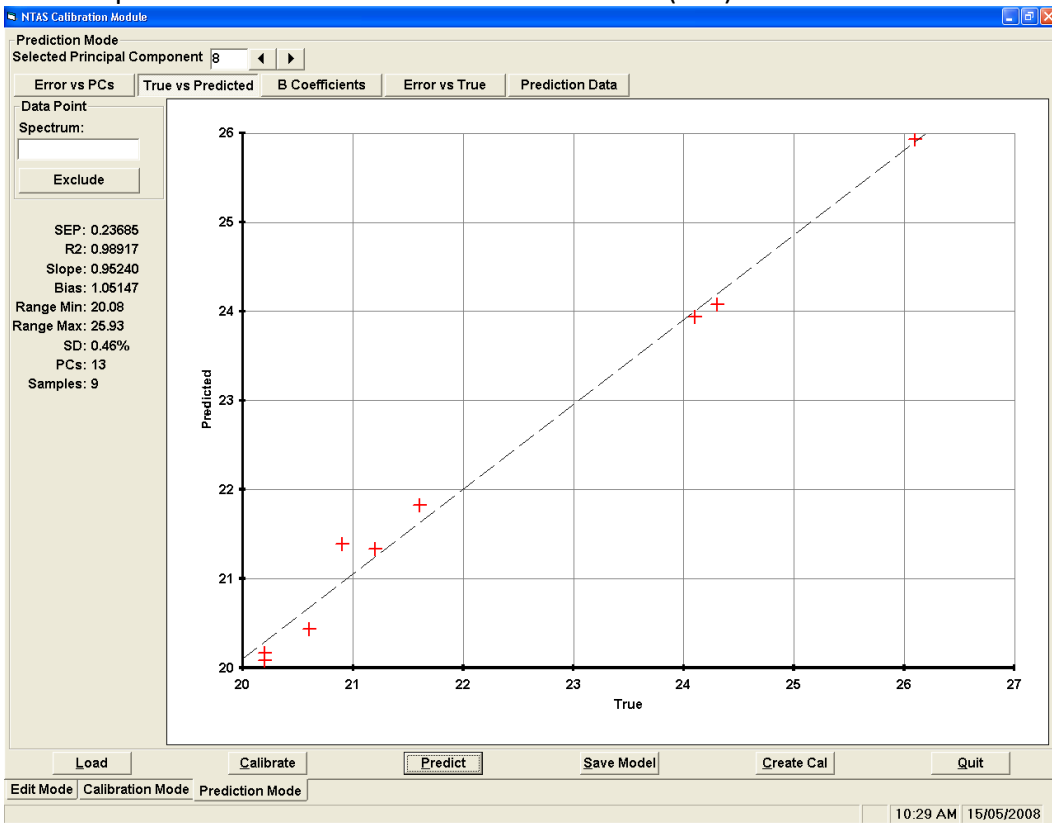 NTAS Calibration Module
Prediction Mode
Selected Principal Component 8
Error vs PCs True vs Predicted B Coefficients Error vs True Prediction Data
Data Point
Spectrum:
Exclude
SEP: 0.23685
R2: 0.98917
Slope: 0.95240
Bias: 1.05147
Range Min: 20.08
Range Max: 25.93
SD: 0.46%
PCs: 13
Samples: 9
26
25
24
23
22
21
20
Predicted
20 21 22 23 24 25 26 27
True
Load Calibrate Predict Save Model Create Cal Quit
Edit Mode Calibration Mode Prediction Mode
10:29 AM 15/05/2008